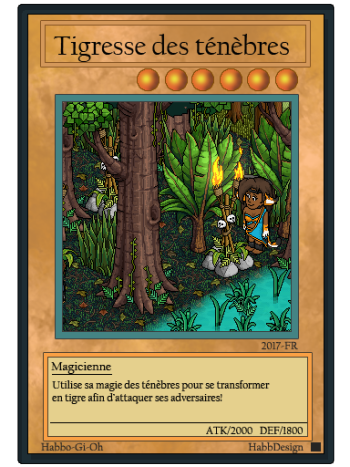 Tigresse des ténèbres
2017-FR
Magicienne
Utilise sa magie des ténèbres pour se transformer
en tigre afin d'attaquer ses adversaires!
ATK/2000 DEF/1800
Habbo-Gi-Oh HabbDesign